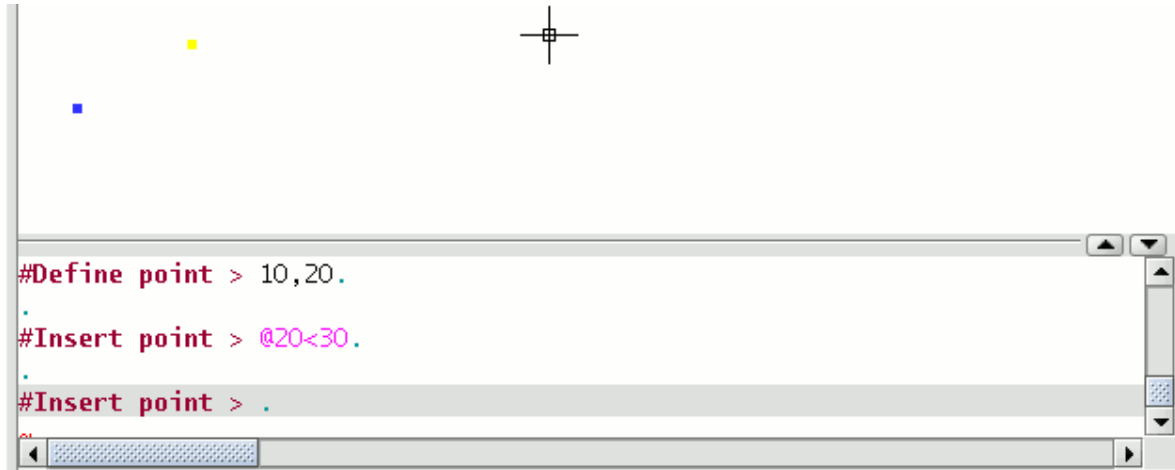 #Define point > 10,20.
.
#Insert point > @20<30.
.
#Insert point > .